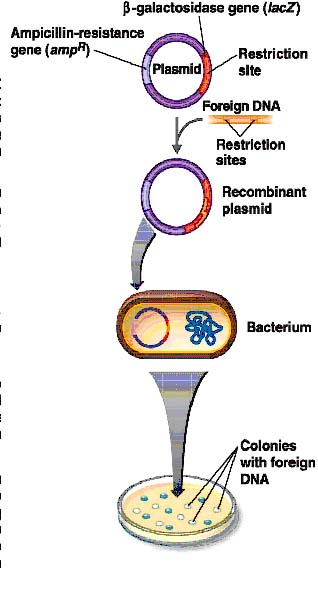 β-galactosidase gene (lacZ)
Ampicillin-resistance
gene (ampR)
Plasmid
Restriction
site
Foreign DNA
Restriction
sites
Recombinant
plasmid
Bacterium
Colonies
with foreign
DNA